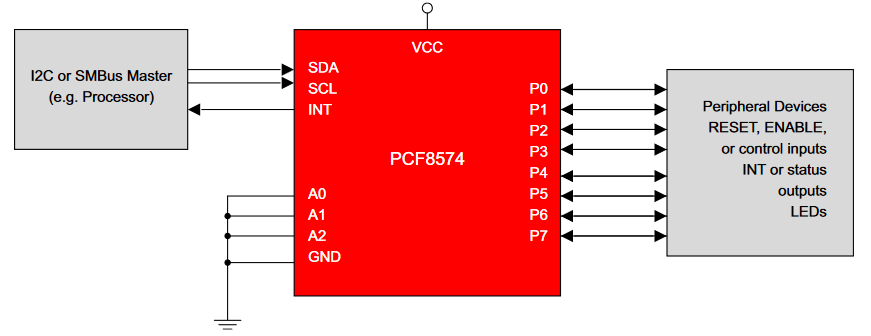 I2C or SMBus Master
(e.g. Processor)
VCC
SDA
SCL
INT
PCF8574
A0
A1
A2
GND
P0
P1
P2
P3
P4
P5
P6
P7
Peripheral Devices
RESET, ENABLE,
or control inputs
INT or status
outputs
LEDs